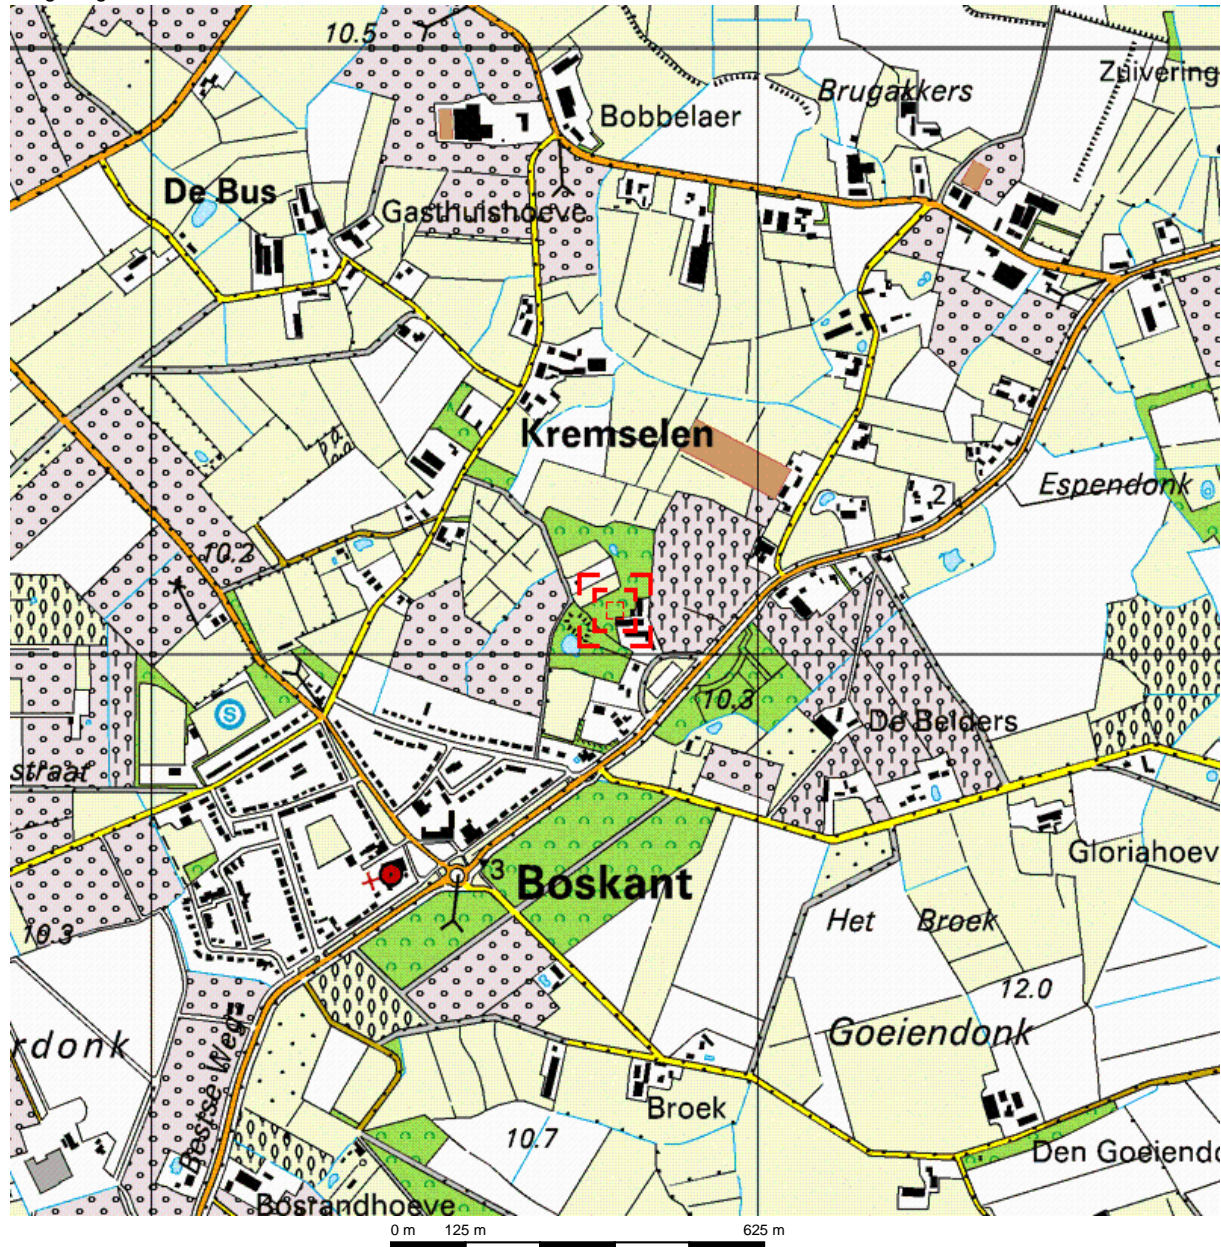 10.5
Zuivering
Brugakkers
Bobbelaer
De Bus
Gasthuishoeve
Kremselen
Espendonk
2
10.2
10.3
S
De Belders
straat
Gloriahoev
3
Boskant
Het Broek
10.3
12.0
rdonk
Goeiendonk
Bestse Weg
Broek
10.7
Den Goeiendo
Bosrandhoeve
0 m 125 m 625 m